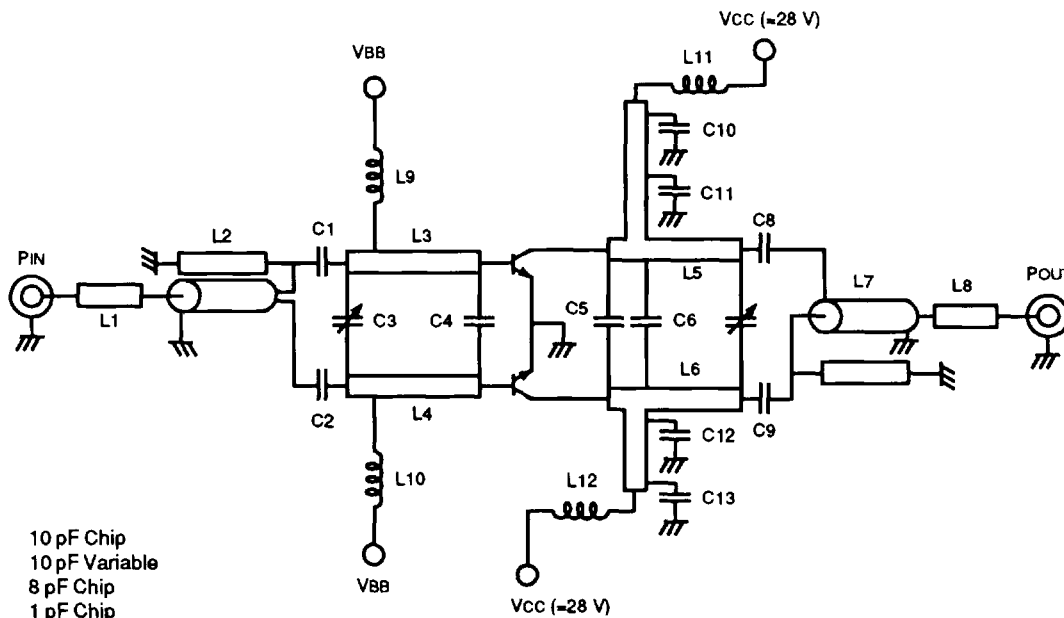 VCC (=28 V)
L11
VBB
C10
L9
C11
C1
C8
L2
L3
PIN
L5
L7
POUT
L8
C3
C4
C5
C6
L1
L6
C2
L4
C9
C12
L12
L10
C13
10 pF Chip
10 pF Variable
8 pF Chip
1 pF Chip
VBB
VCC (=28 V)